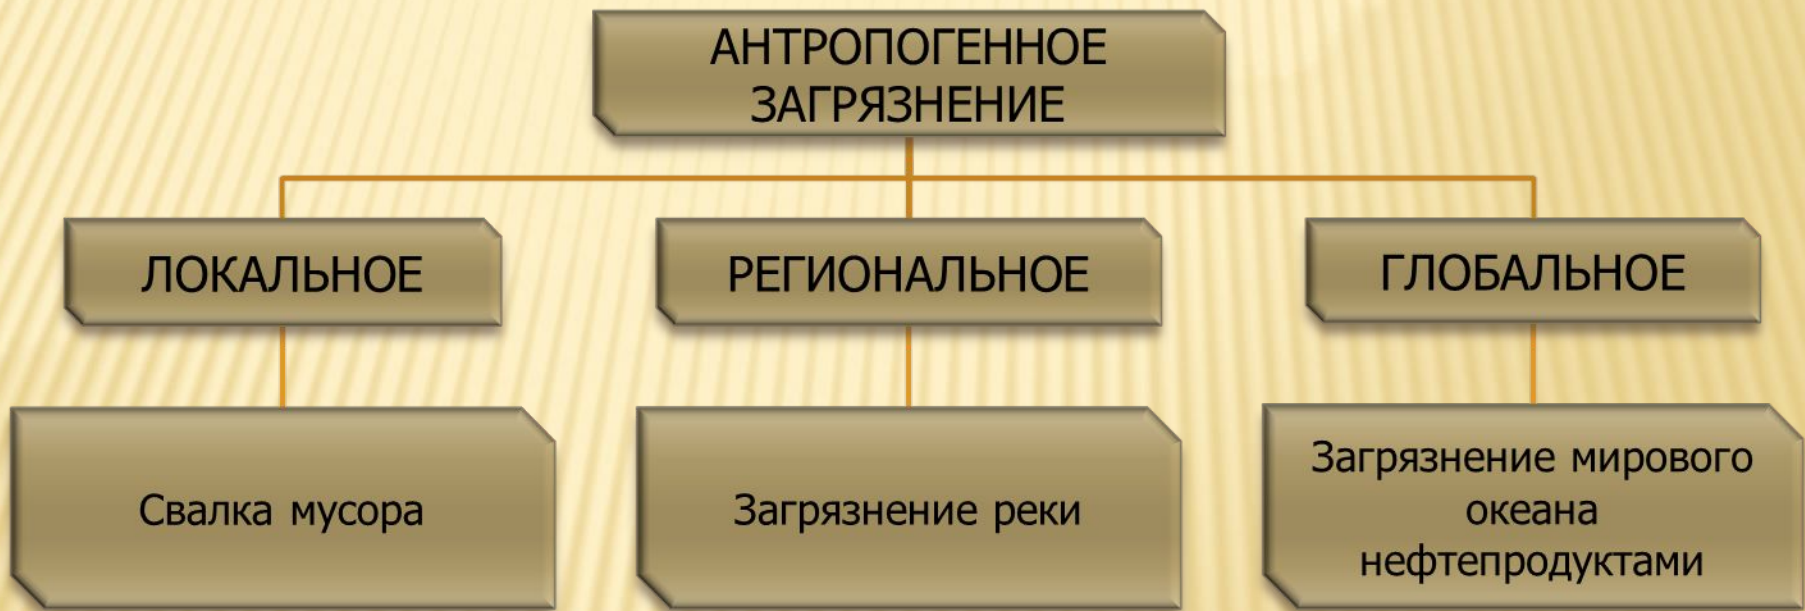 АНТРОПОГЕННОЕ
ЗАГРЯЗНЕНИЕ
ЛОКАЛЬНОЕ
РЕГИОНАЛЬНОЕ
ГЛОБАЛЬНОЕ
Свалка мусора
Загрязнение реки
Загрязнение мирового
океана
нефтепродуктами